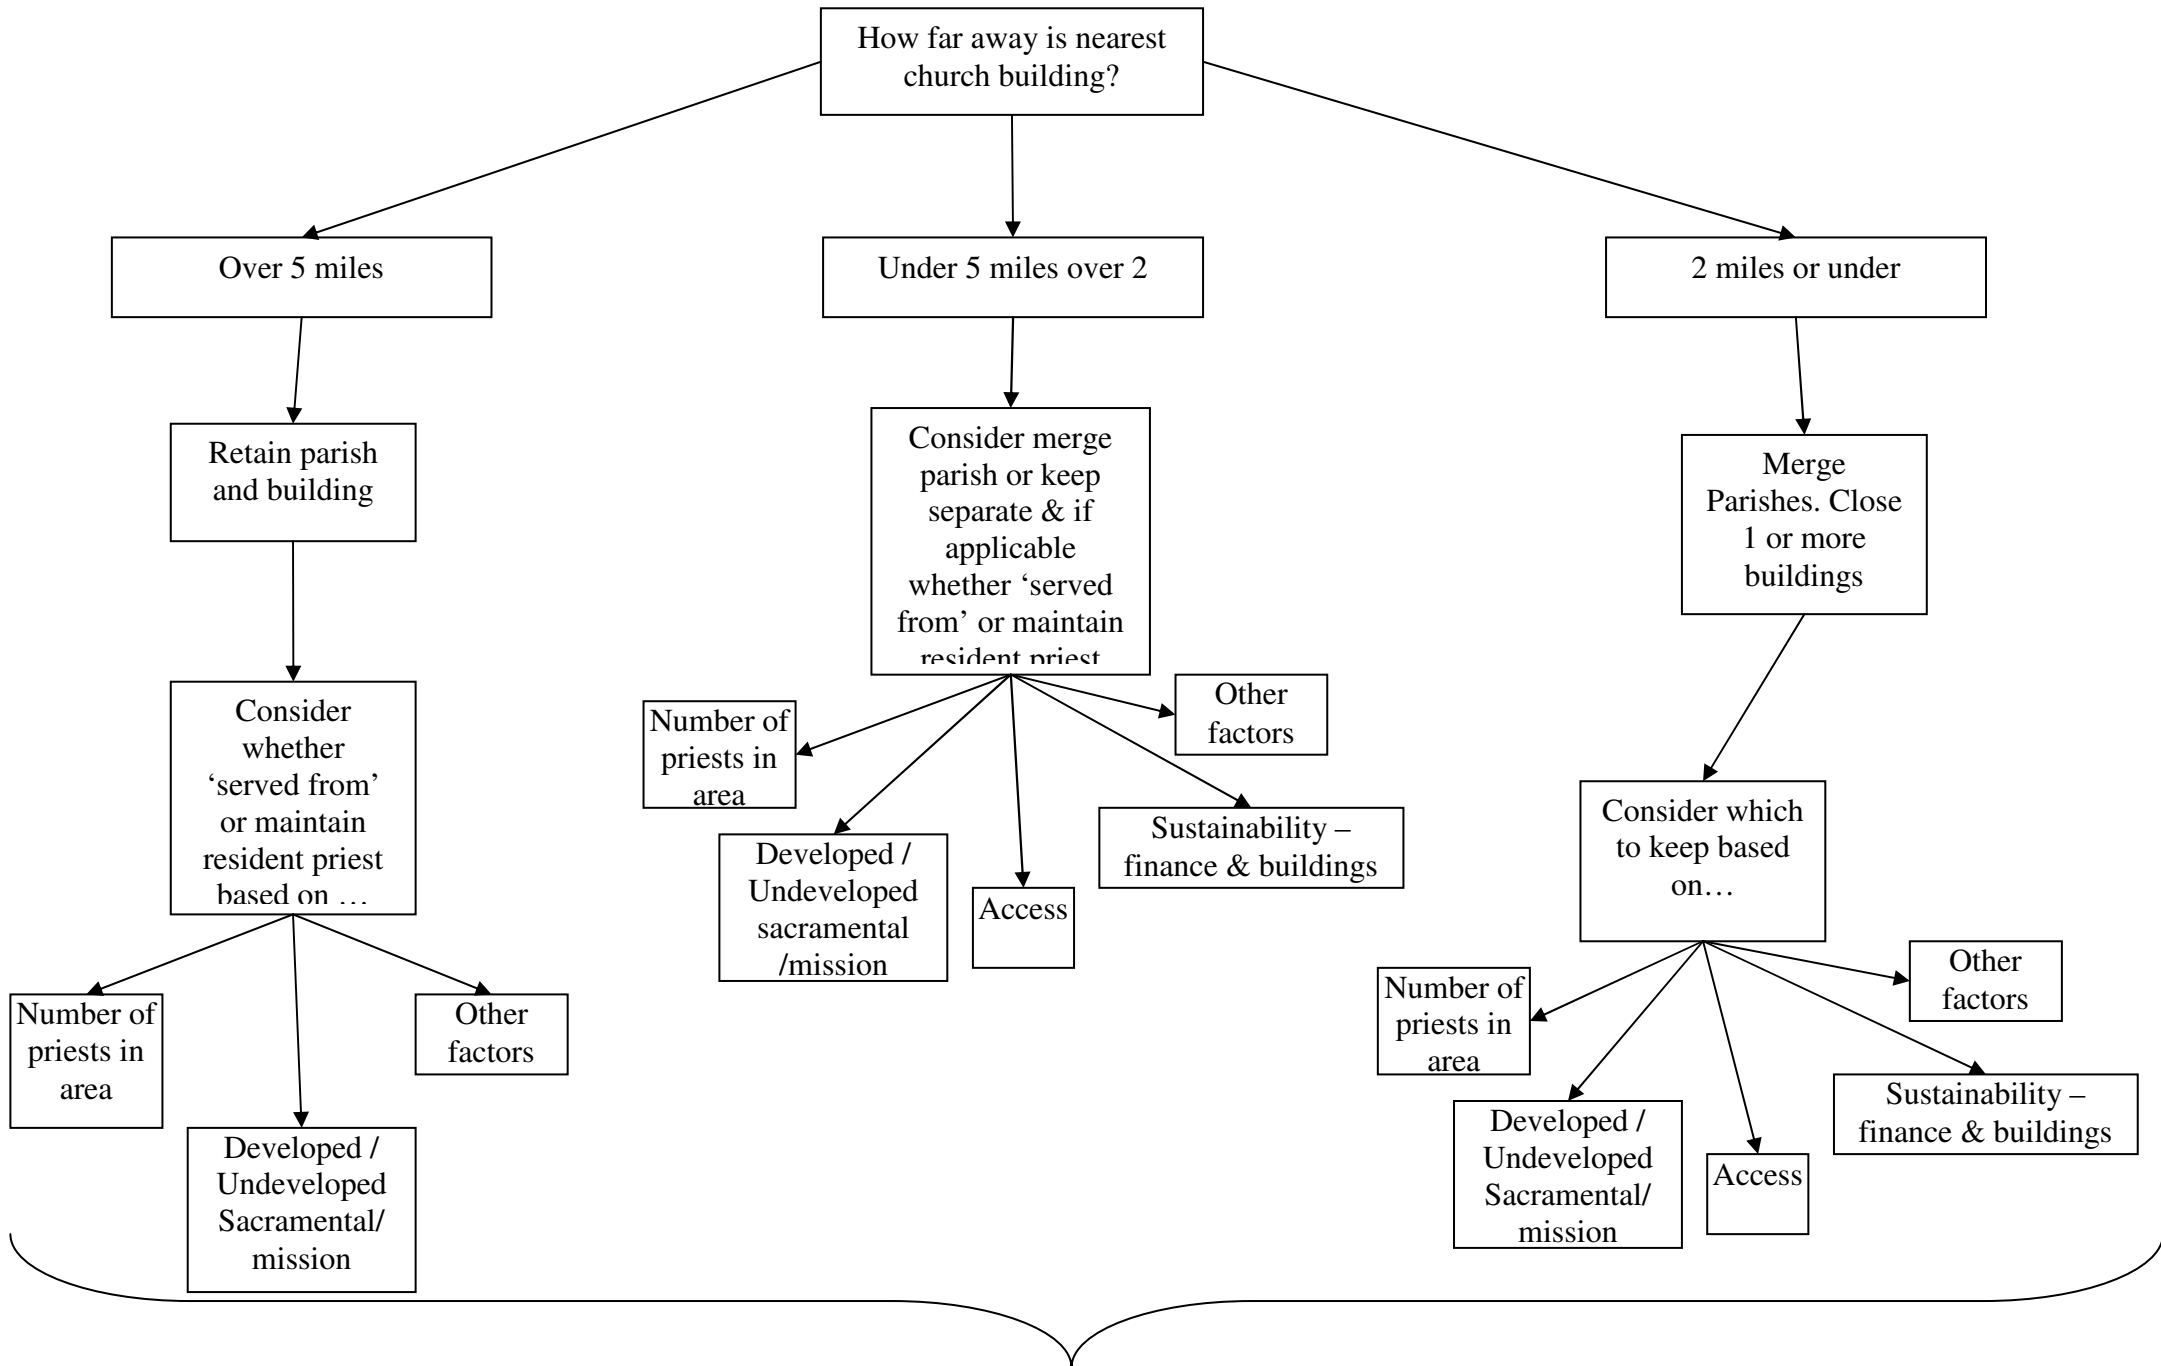 How far away is nearest
church building?
Over 5 miles
Under 5 miles over 2
2 miles or under
Retain parish
and building
Consider merge
parish or keep
separate & if
applicable
whether ‘served
from’ or maintain
resident priest
Merge
Parishes. Close
1 or more
buildings
Consider
whether
‘served from’
or maintain
resident priest
based on …
Number of
priests in
area
Developed /
Undeveloped
sacramental
/mission
Access
Sustainability –
finance & buildings
Other
factors
Consider which
to keep based
on…
Number of
priests in
area
Developed /
Undeveloped
Sacramental/
mission
Other
factors
Number of
priests in
area
Developed /
Undeveloped
Sacramental/
mission
Access
Sustainability –
finance & buildings
Other
factors